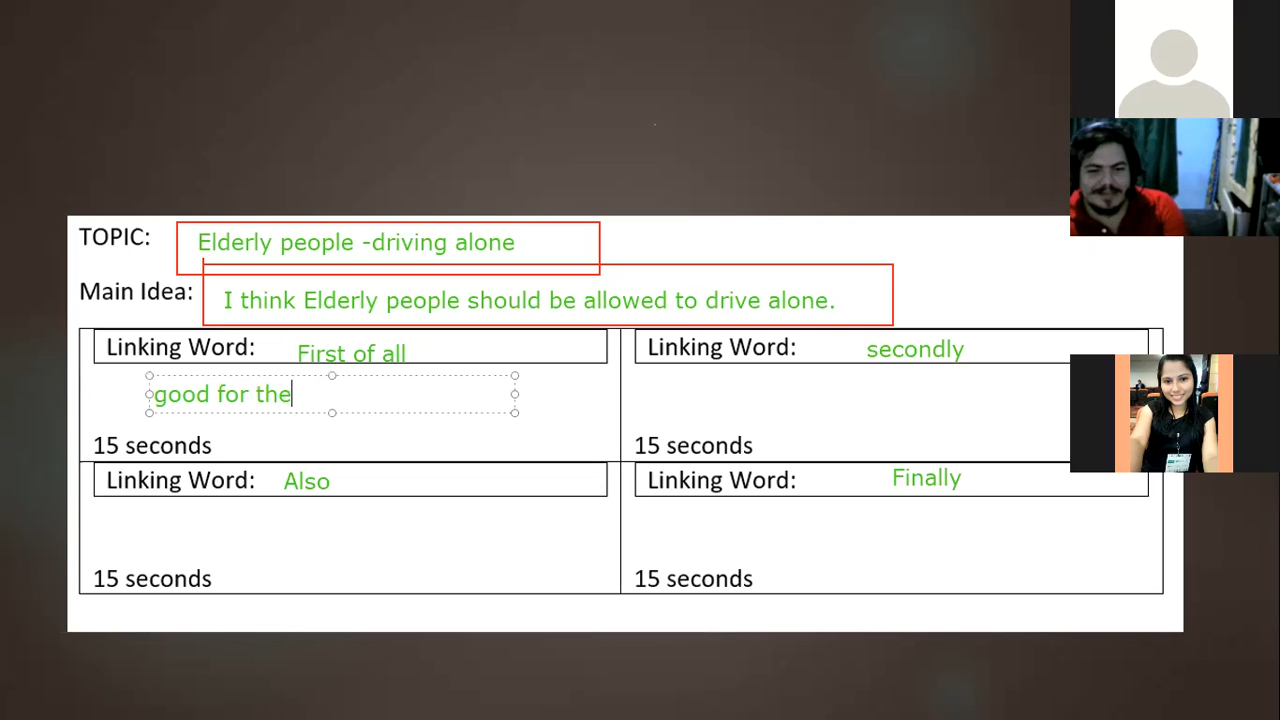 TOPIC: Elderly people -driving alone
Main Idea: I think Elderly people should be allowed to drive alone.
Linking Word: First of all
good for the
15 seconds
Linking Word: secondly
15 seconds
Linking Word: Also
15 seconds
Linking Word: Finally
15 seconds